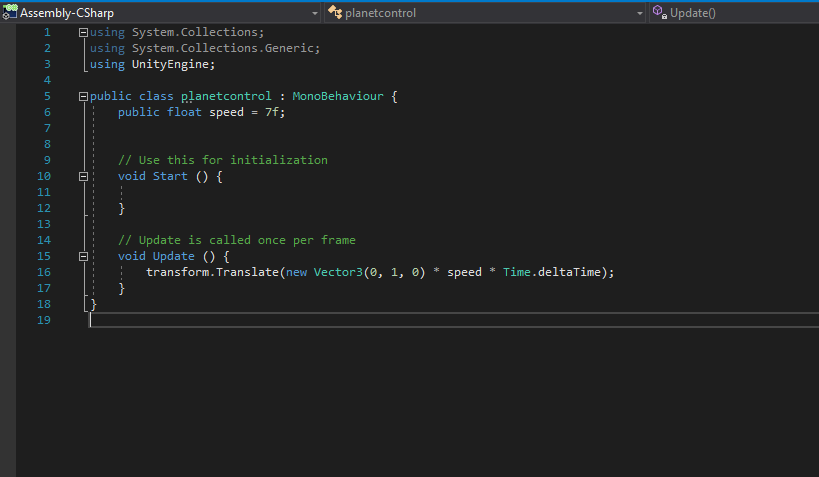 Assembly-CSharp planetcontrol Update()
1 using System.Collections;
2 using System.Collections.Generic;
3 using UnityEngine;
4
5 public class planetcontrol : MonoBehaviour {
6 public float speed = 7f;
7
8
9 // Use this for initialization
10 void Start () {
11
12 }
13
14 // Update is called once per frame
15 void Update () {
16 transform.Translate(new Vector3(0, 1, 0) * speed * Time.deltaTime);
17 }
18 }
19